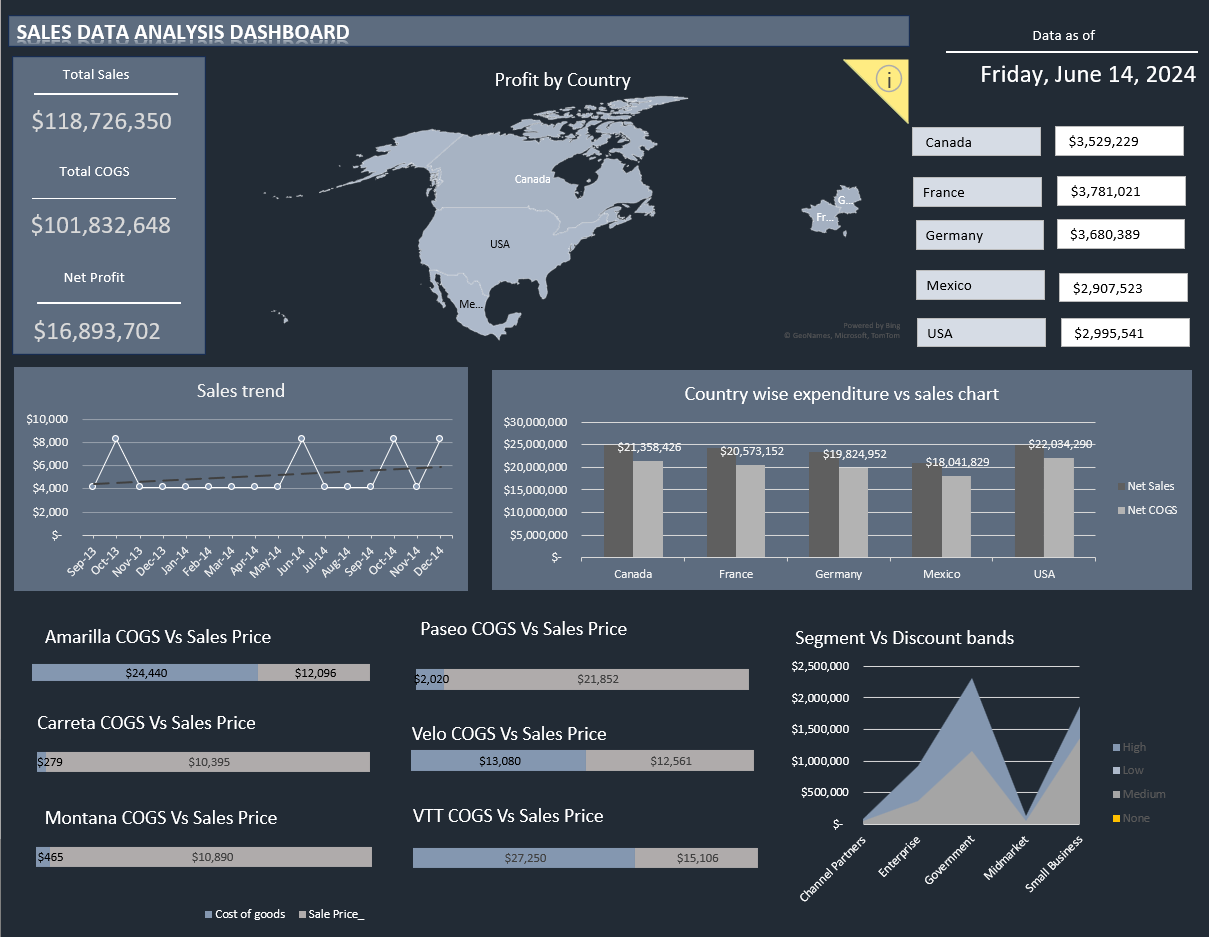 SALES DATA ANALYSIS DASHBOARD
Data as of
Friday, June 14, 2024
Total Sales
$118,726,350
Total COGS
$101,832,648
Net Profit
$16,893,702
Profit by Country
i
Canada
USA
Me...
Fr...
G...
Powered by Bing
© GeoNames, Microsoft, TomTom
Canada $3,529,229
France $3,781,021
Germany $3,680,389
Mexico $2,907,523
USA $2,995,541
Sales trend
$10,000
$8,000
$6,000
$4,000
$2,000
$-
Sep-13 Oct-13 Nov-13 Dec-13 Jan-14 Feb-14 Mar-14 Apr-14 May-14 Jun-14 Jul-14 Aug-14 Sep-14 Oct-14 Nov-14 Dec-14
Country wise expenditure vs sales chart
$30,000,000
$25,000,000
$20,000,000
$15,000,000
$10,000,000
$5,000,000
$-
$21,358,426 $20,573,152 $19,824,952 $18,041,829 $22,034,290
Canada France Germany Mexico USA
Net Sales
Net COGS
Amarilla COGS Vs Sales Price
$24,440 $12,096
Carreta COGS Vs Sales Price
$279 $10,395
Montana COGS Vs Sales Price
$465 $10,890
Cost of goods Sale Price_
Paseo COGS Vs Sales Price
$2,020 $21,852
Velo COGS Vs Sales Price
$13,080 $12,561
VTT COGS Vs Sales Price
$27,250 $15,106
Segment Vs Discount bands
$2,500,000
$2,000,000
$1,500,000
$1,000,000
$500,000
$-
Channel Partners Enterprise Government Midmarket Small Business
High
Low
Medium
None